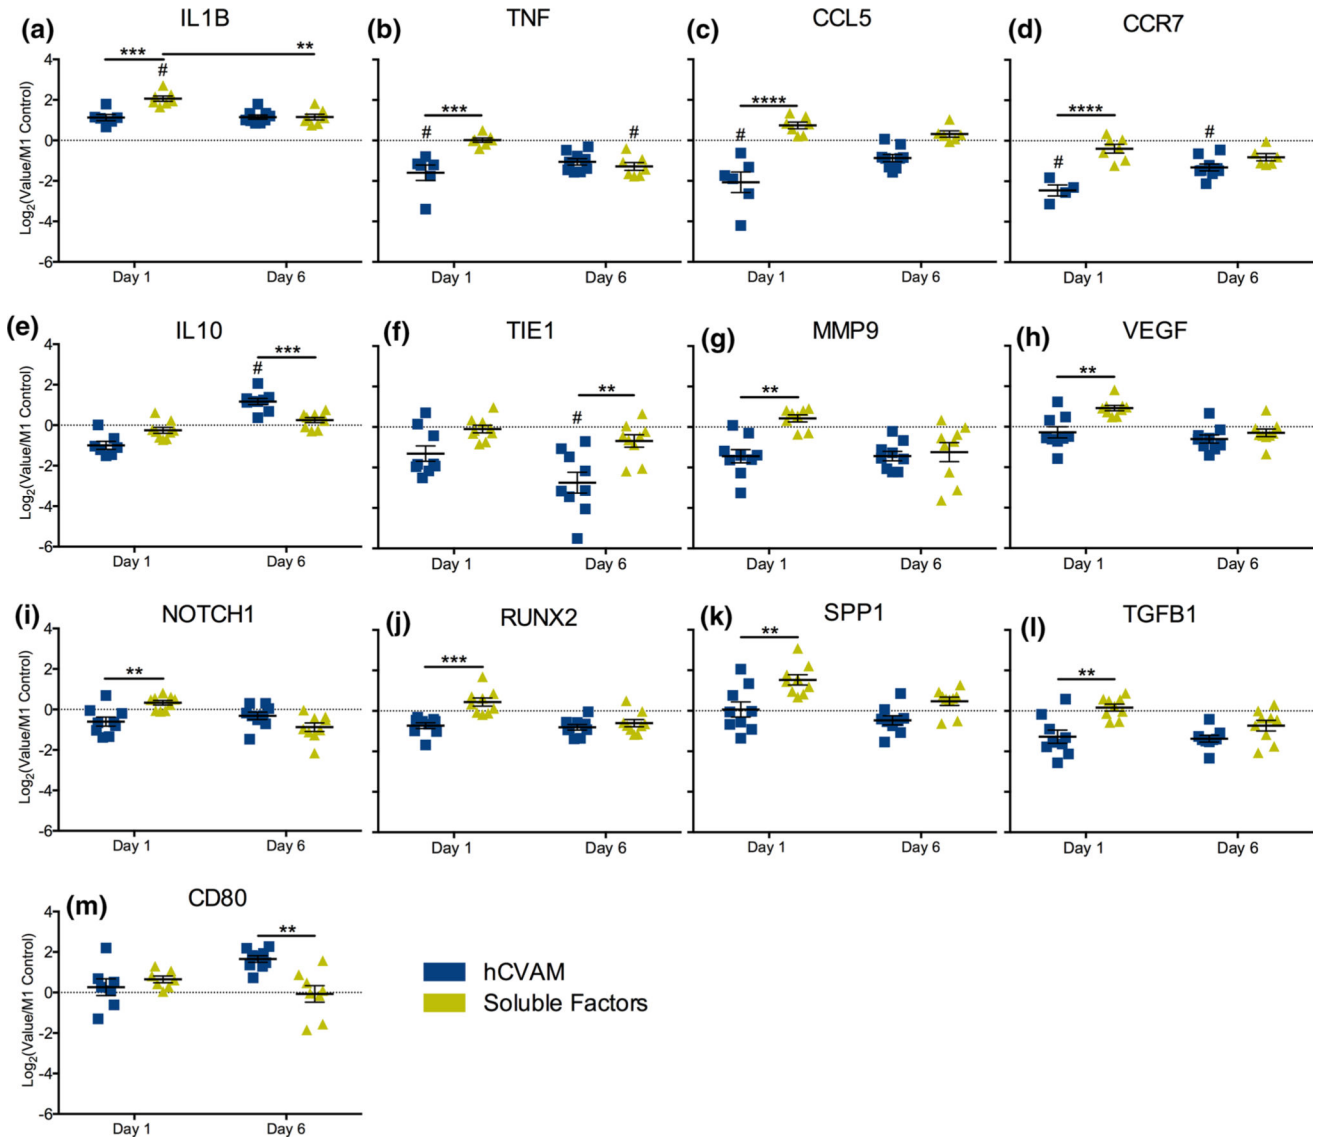 (a) IL1B (b) TNF (c) CCL5 (d) CCR7
*** ** *** **** ****
# # # # # #
Log2(Value/M1 Control)
4
2
0
-2
-4
-6
Day 1 Day 6 Day 1 Day 6 Day 1 Day 6 Day 1 Day 6
(e) IL10 (f) TIE1 (g) MMP9 (h) VEGF
# *** # ** ** **
Log2(Value/M1 Control)
4
2
0
-2
-4
-6
Day 1 Day 6 Day 1 Day 6 Day 1 Day 6 Day 1 Day 6
(i) NOTCH1 (j) RUNX2 (k) SPP1 (l) TGFB1
** *** ** **
Log2(Value/M1 Control)
4
2
0
-2
-4
-6
Day 1 Day 6 Day 1 Day 6 Day 1 Day 6 Day 1 Day 6
(m) CD80
**
Log2(Value/M1 Control)
4
2
0
-2
-4
-6
Day 1 Day 6
hCVAM
Soluble Factors